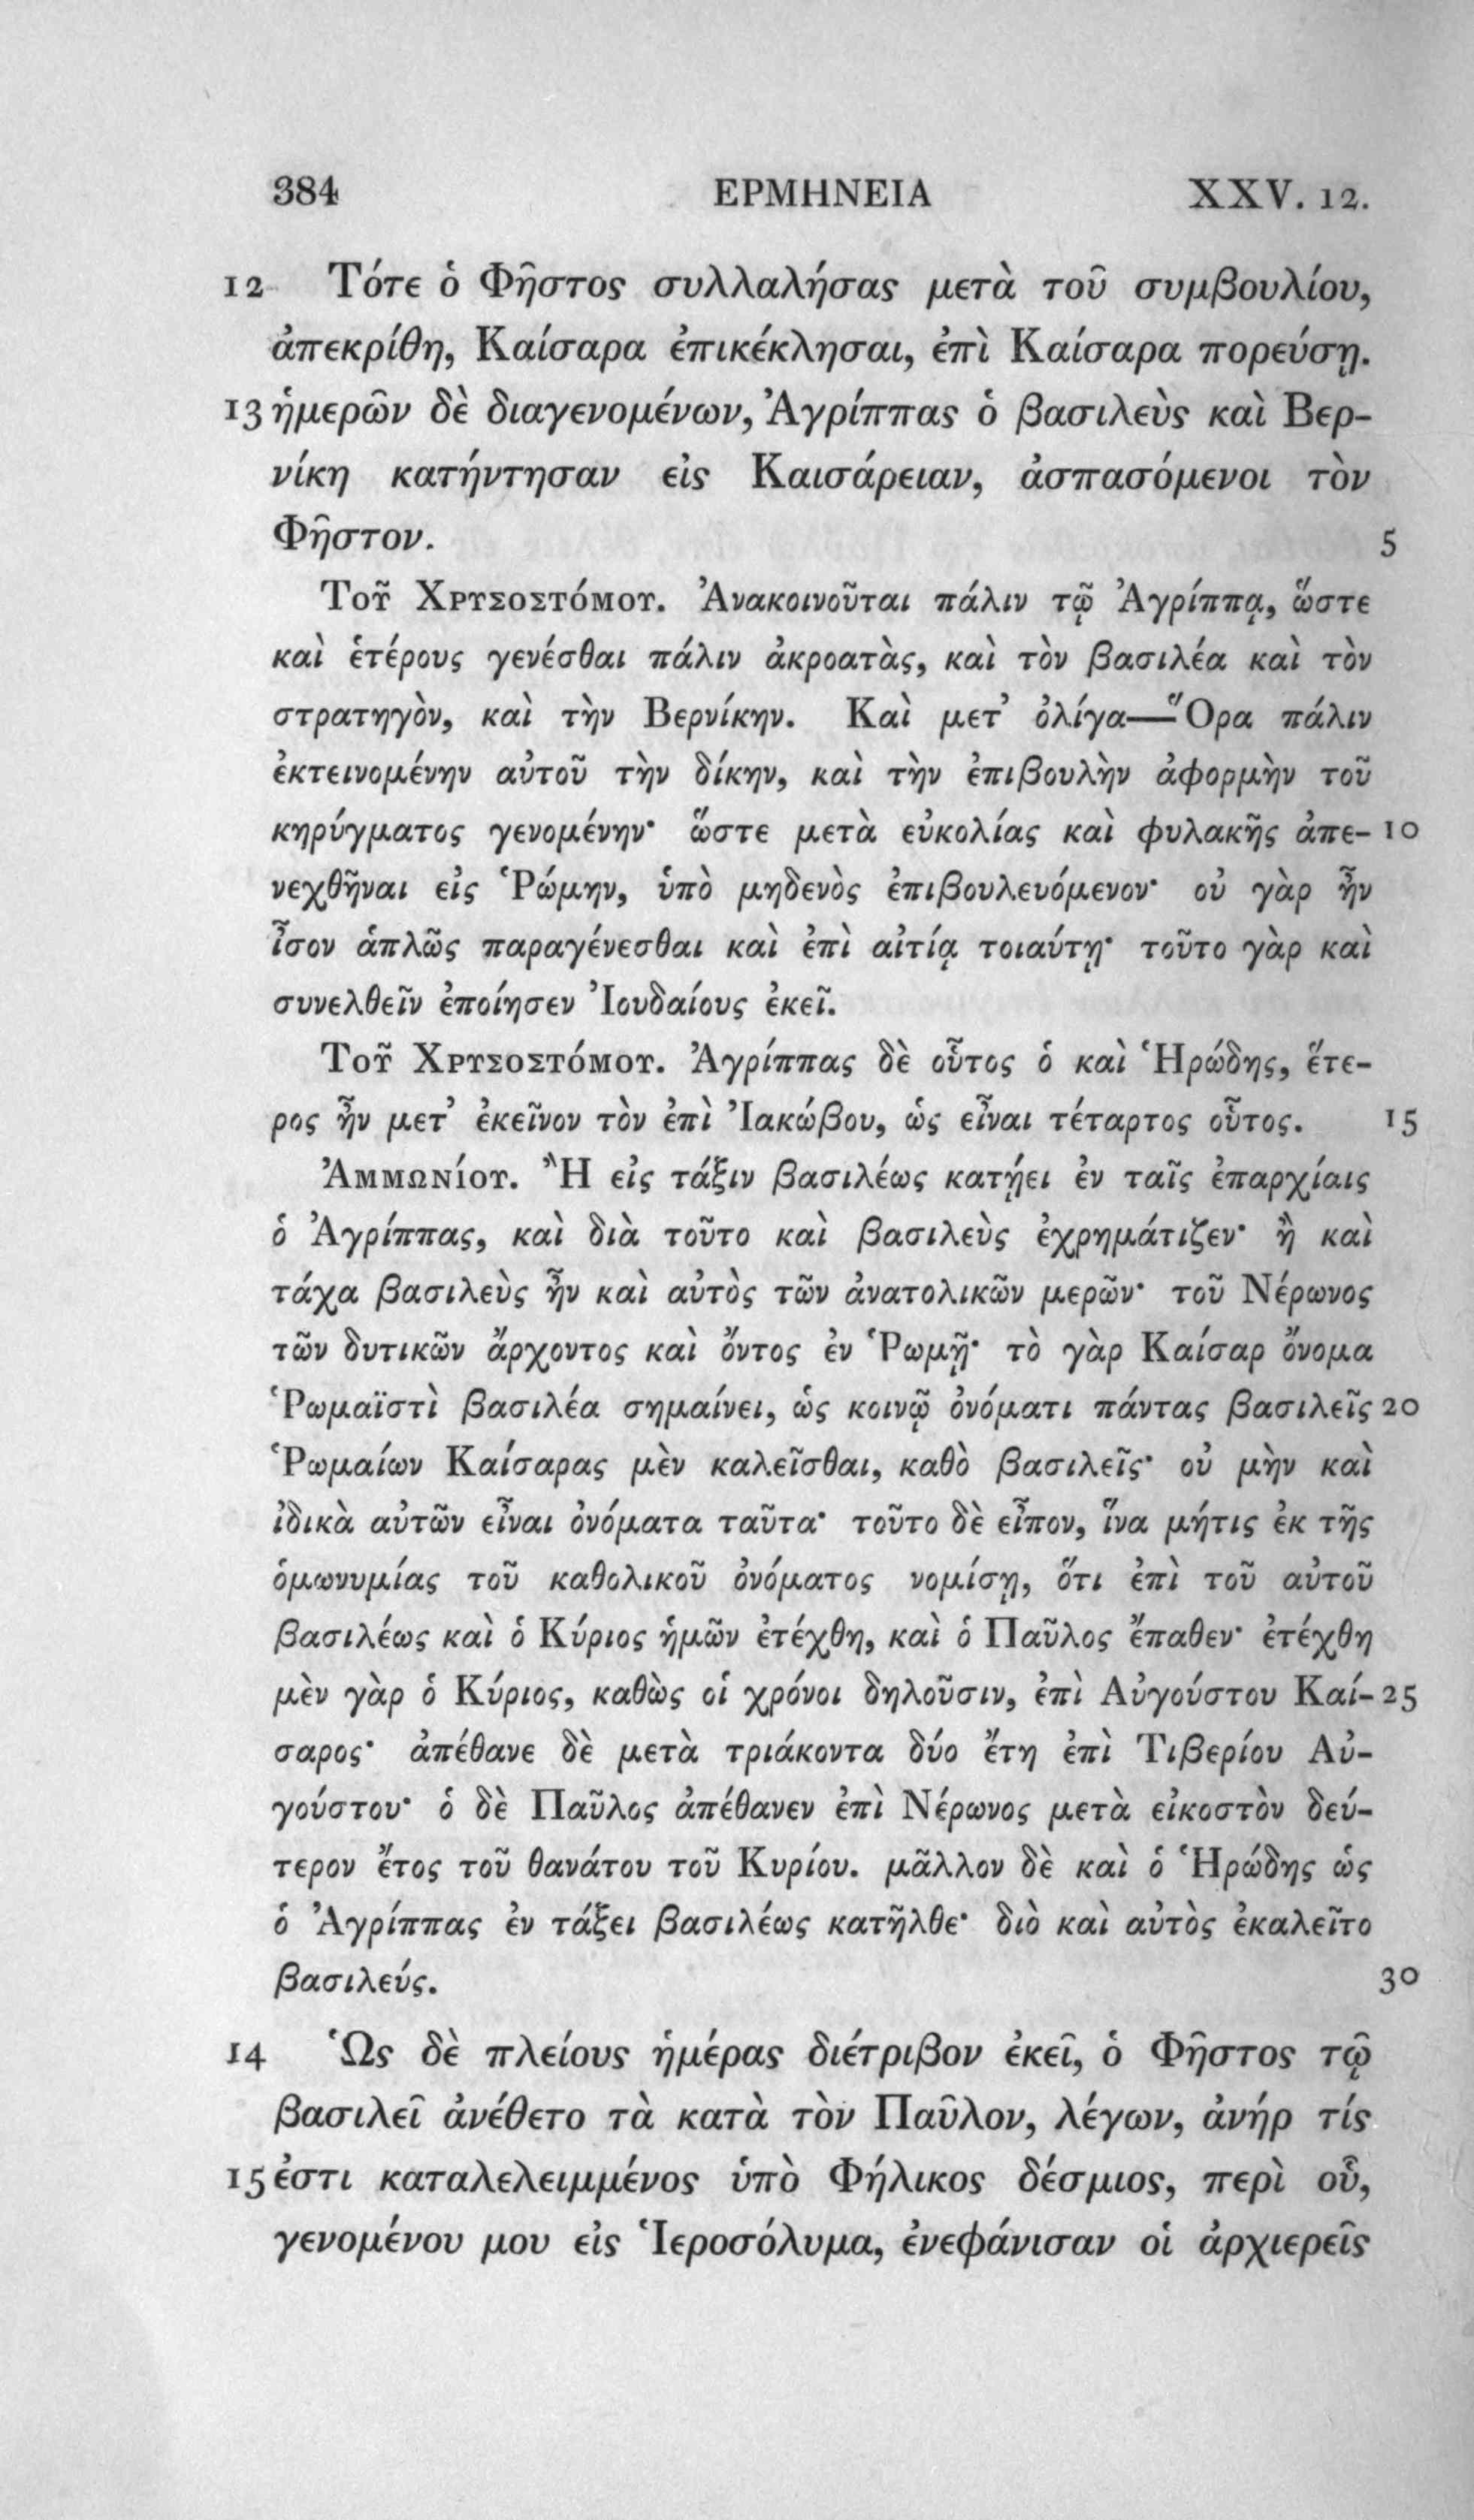 384 ΕΡΜΗΝΕΙΑ XXV. 12.
12 Τότε ὁ Φῆστος συλλαλήσας μετὰ τοῦ συμβουλίου,
ἀπεκρίθη, Καίσαρα ἐπικέκλησαι, ἐπὶ Καίσαρα πορεύσῃ.
13 ἡμερῶν δὲ διαγενομένων, Ἀγρίππας ὁ βασιλεὺς καὶ Βερ-
νίκη κατήντησαν εἰς Καισάρειαν, ἀσπασόμενοι τὸν
Φῆστον. 5
Τοῦ Χρυσοστόμου. Ἀνακοινοῦται πάλιν τῷ Ἀγρίππᾳ, ὥστε
καὶ ἑτέρους γενέσθαι πάλιν ἀκροατὰς, καὶ τὸν βασιλέα καὶ τὸν
στρατηγὸν, καὶ τὴν Βερνίκην. Καὶ μετ’ ὀλίγα—Ὅρα πάλιν
ἐκτεινομένην αὐτοῦ τὴν δίκην, καὶ τὴν ἐπιβουλὴν ἀφορμὴν τοῦ
κηρύγματος γενομένην· ὥστε μετὰ εὐκολίας καὶ φυλακῆς ἀπε- 10
νεχθῆναι εἰς Ῥώμην, ὑπὸ μηδενὸς ἐπιβουλευόμενον· οὐ γὰρ ἦν
ἶσον ἁπλῶς παραγένεσθαι καὶ ἐπὶ αἰτίᾳ τοιαύτῃ· τοῦτο γὰρ καὶ
συνελθεῖν ἐποίησεν Ἰουδαίους ἐκεῖ.
Τοῦ Χρυσοστόμου. Ἀγρίππας δὲ οὗτος ὁ καὶ Ἡρώδης, ἕτε-
ρος ἦν μετ’ ἐκεῖνον τὸν ἐπὶ Ἰακώβου, ὡς εἶναι τέταρτος οὗτος. 15
Ἀμμωνίου. Ἢ εἰς τάξιν βασιλέως κατῄει ἐν ταῖς ἐπαρχίαις
ὁ Ἀγρίππας, καὶ διὰ τοῦτο καὶ βασιλεὺς ἐχρημάτιζεν· ἢ καὶ
τάχα βασιλεὺς ἦν καὶ αὐτὸς τῶν ἀνατολικῶν μερῶν· τοῦ Νέρωνος
τῶν δυτικῶν ἄρχοντος καὶ ὄντος ἐν Ῥωμῇ· τὸ γὰρ Καίσαρ ὄνομα
Ῥωμαϊστὶ βασιλέα σημαίνει, ὡς κοινῷ ὀνόματι πάντας βασιλεῖς 20
Ῥωμαίων Καίσαρας μὲν καλεῖσθαι, καθὸ βασιλεῖς· οὐ μὴν καὶ
ἰδικὰ αὐτῶν εἶναι ὀνόματα ταῦτα· τοῦτο δὲ εἶπον, ἵνα μήτις ἐκ τῆς
ὁμωνυμίας τοῦ καθολικοῦ ὀνόματος νομίσῃ, ὅτι ἐπὶ τοῦ αὐτοῦ
βασιλέως καὶ ὁ Κύριος ἡμῶν ἐτέχθη, καὶ ὁ Παῦλος ἔπαθεν· ἐτέχθη
μὲν γὰρ ὁ Κύριος, καθὼς οἱ χρόνοι δηλοῦσιν, ἐπὶ Αὐγούστου Καί- 25
σαρος· ἀπέθανε δὲ μετὰ τριάκοντα δύο ἔτη ἐπὶ Τιβερίου Αὐ-
γούστου· ὁ δὲ Παῦλος ἀπέθανεν ἐπὶ Νέρωνος μετὰ εἰκοστὸν δεύ-
τερον ἔτος τοῦ θανάτου τοῦ Κυρίου. μᾶλλον δὲ καὶ ὁ Ἡρώδης ὡς
ὁ Ἀγρίππας ἐν τάξει βασιλέως κατῆλθε· διὸ καὶ αὐτὸς ἐκαλεῖτο
βασιλεύς. 30
14 Ὡς δὲ πλείους ἡμέρας διέτριβον ἐκεῖ, ὁ Φῆστος τῷ
βασιλεῖ ἀνέθετο τὰ κατὰ τὸν Παῦλον, λέγων, ἀνήρ τίς
15 ἐστι καταλελειμμένος ὑπὸ Φήλικος δέσμιος, περὶ οὗ,
γενομένου μου εἰς Ἱεροσόλυμα, ἐνεφάνισαν οἱ ἀρχιερεῖς